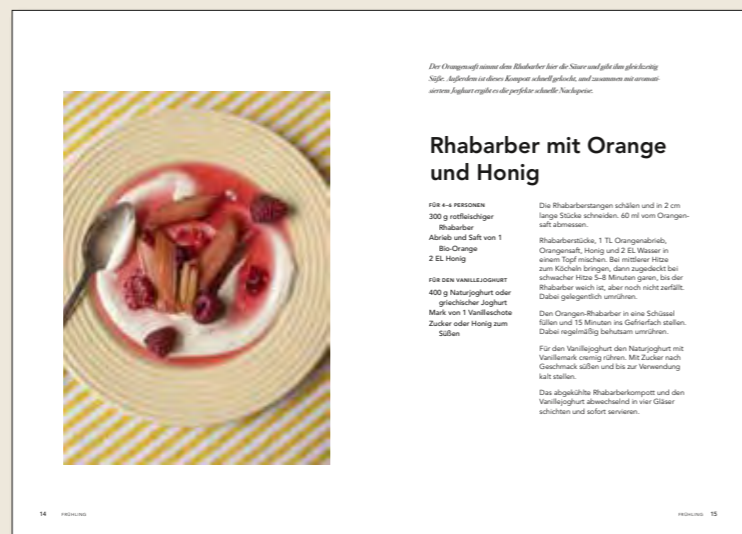 Der Orangensaft nimmt dem Rhabarber hier die Säure und gibt ihm gleichzeitig
Süße. Außerdem ist dieses Kompott schnell gekocht, und zusammen mit aromati-
siertem Joghurt ergibt es die perfekte schnelle Nachspeise.
Rhabarber mit Orange
und Honig
FÜR 4–6 PERSONEN
300 g rotfleischiger
Rhabarber
Abrieb und Saft von 1
Bio-Orange
2 EL Honig
FÜR DEN VANILLEJOGHURT
400 g Naturjoghurt oder
griechischer Joghurt
Mark von 1 Vanilleschote
Zucker oder Honig zum
Süßen
Die Rhabarberstangen schälen und in 2 cm
lange Stücke schneiden. 60 ml vom Orangen-
saft abmessen.
Rhabarberstücke, 1 TL Orangenabrieb,
Orangensaft, Honig und 2 EL Wasser in
einem Topf mischen. Bei mittlerer Hitze
zum Köcheln bringen, dann zugedeckt bei
schwacher Hitze 5–8 Minuten garen, bis der
Rhabarber weich ist, aber noch nicht zerfällt.
Dabei gelegentlich umrühren.
Den Orangen-Rhabarber in eine Schüssel
füllen und 15 Minuten ins Gefrierfach stellen.
Dabei regelmäßig behutsam umrühren.
Für den Vanillejoghurt den Naturjoghurt mit
Vanillemark cremig rühren. Mit Zucker nach
Geschmack süßen und bis zur Verwendung
kalt stellen.
Das abgekühlte Rhabarberkompott und den
Vanillejoghurt abwechselnd in vier Gläser
schichten und sofort servieren.
14 FRÜHLING
FRÜHLING 15